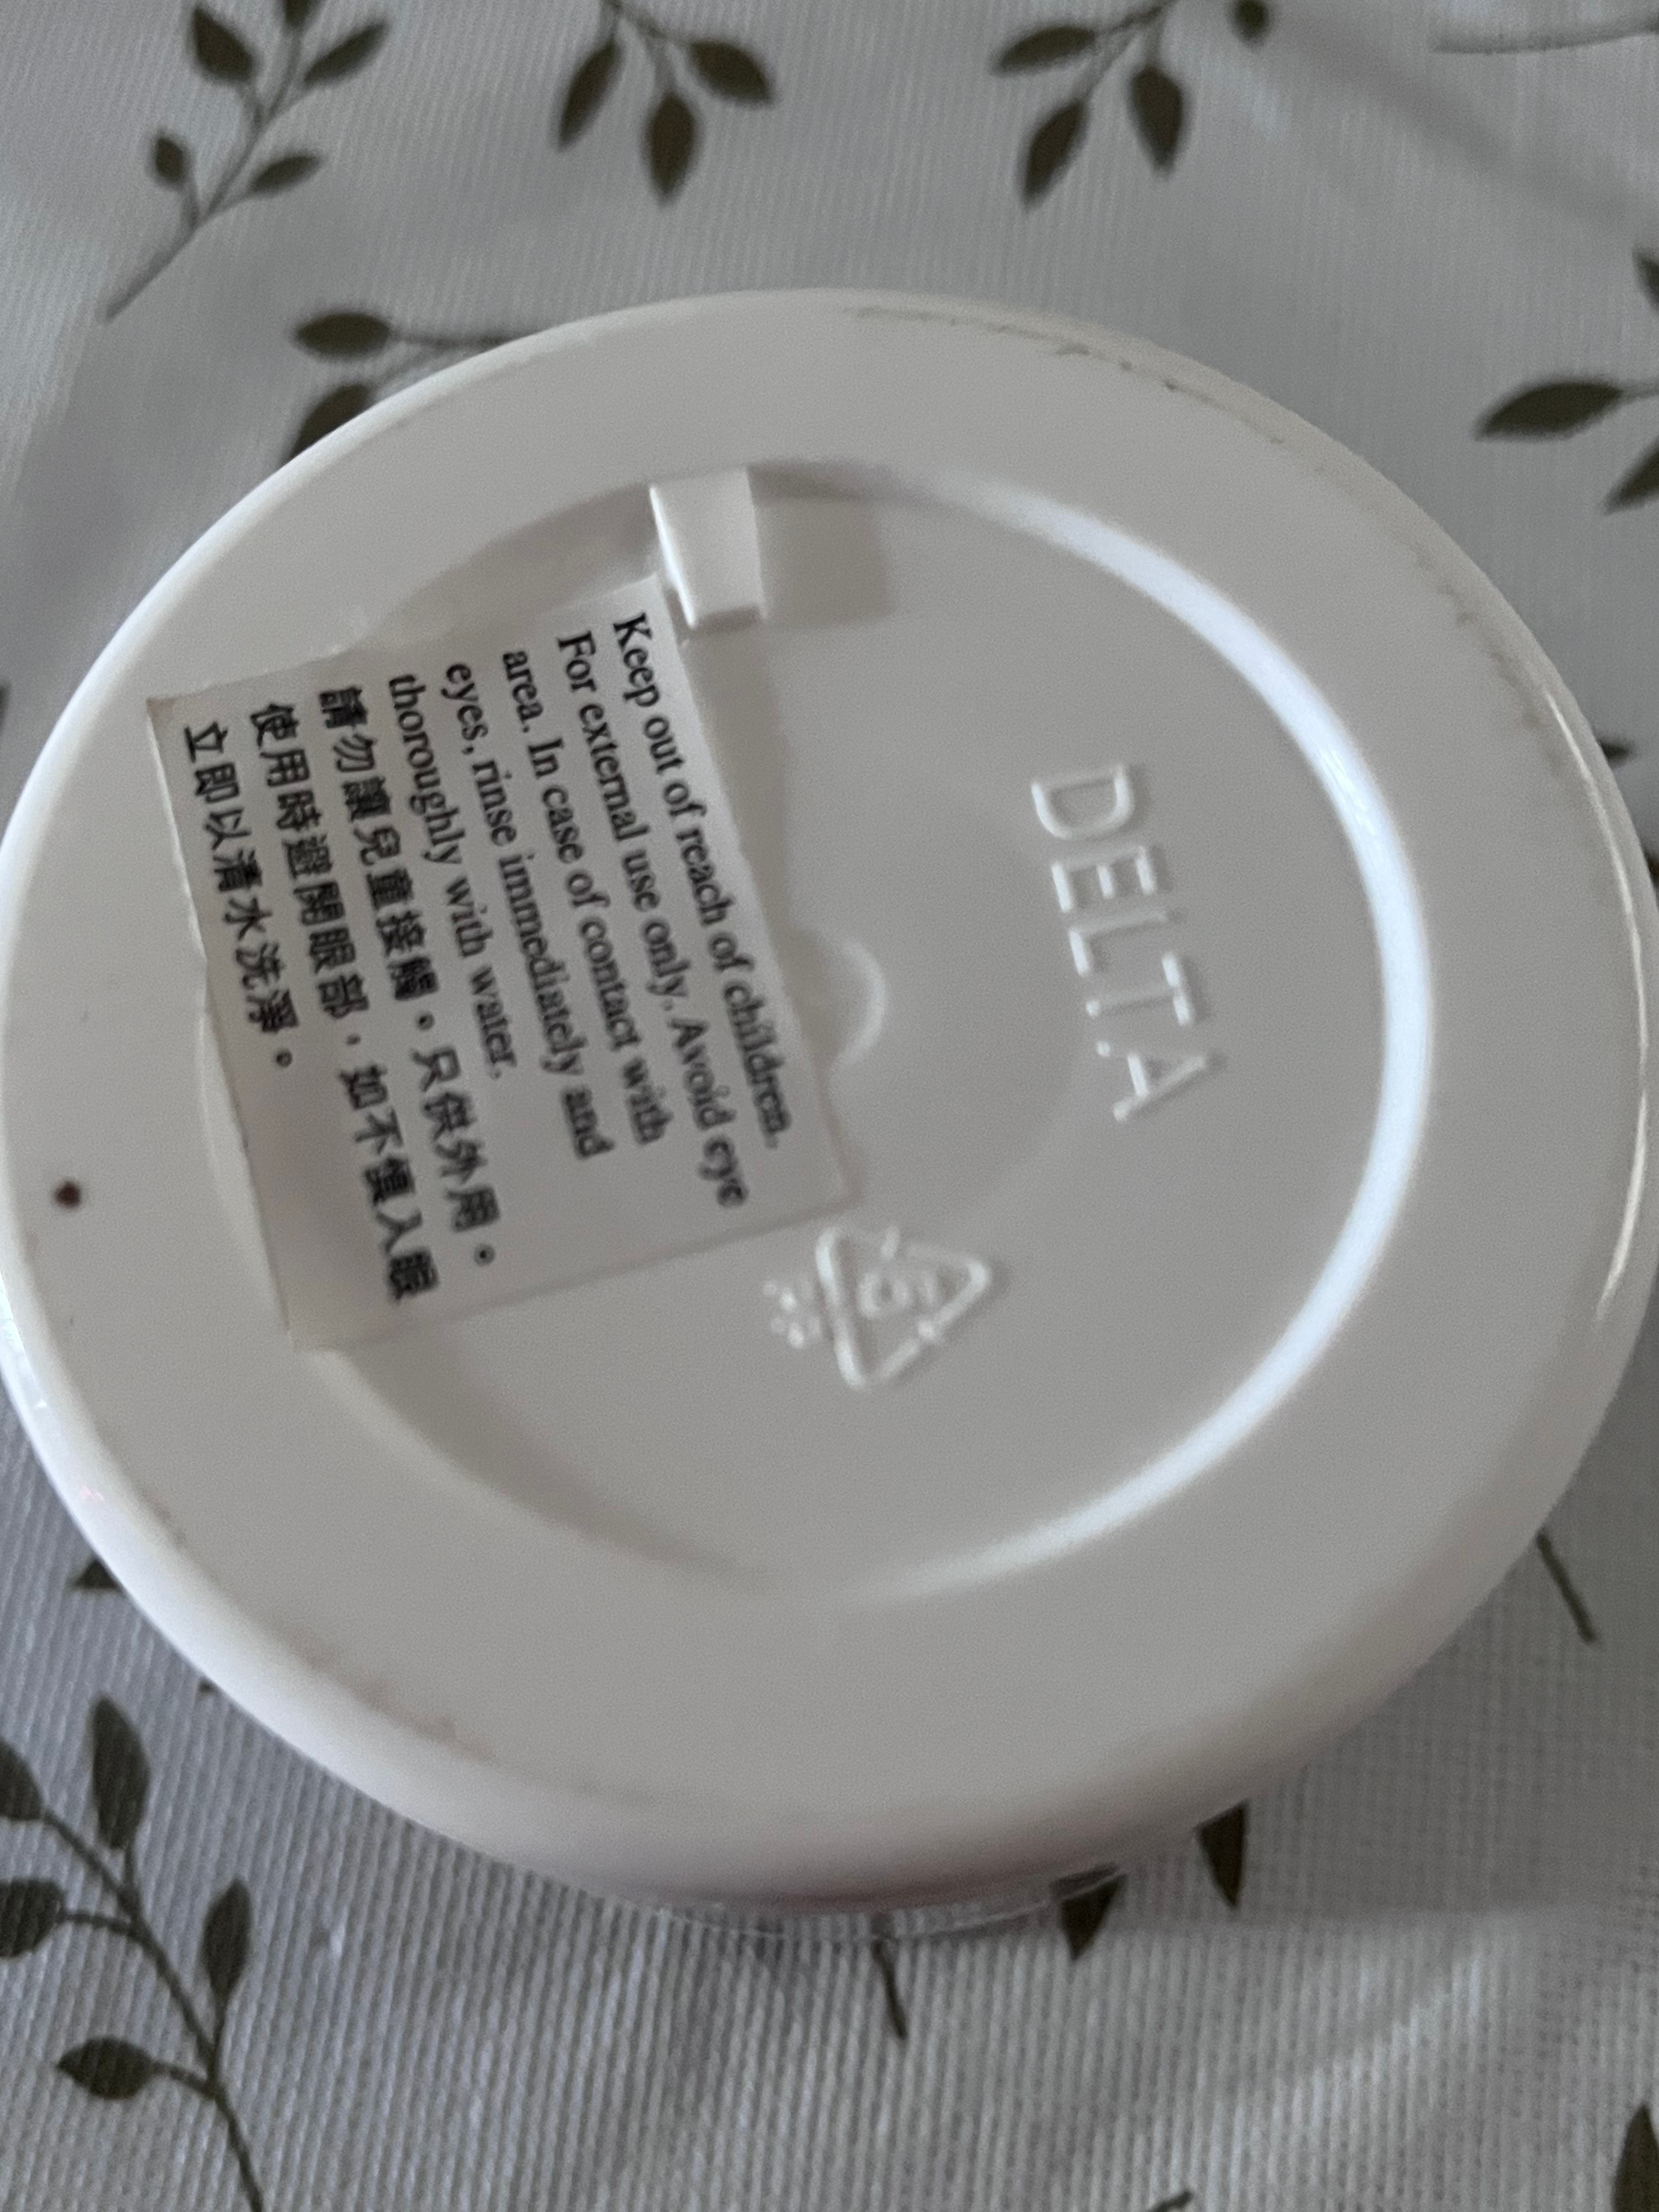 DELTA
5
Keep out of reach of children.
For external use only. Avoid eye
area. In case of contact with
eyes, rinse immediately and
thoroughly with water.
請勿讓兒童接觸。只供外用。
使用時避開眼部，如不慎入眼
立即以清水洗淨。